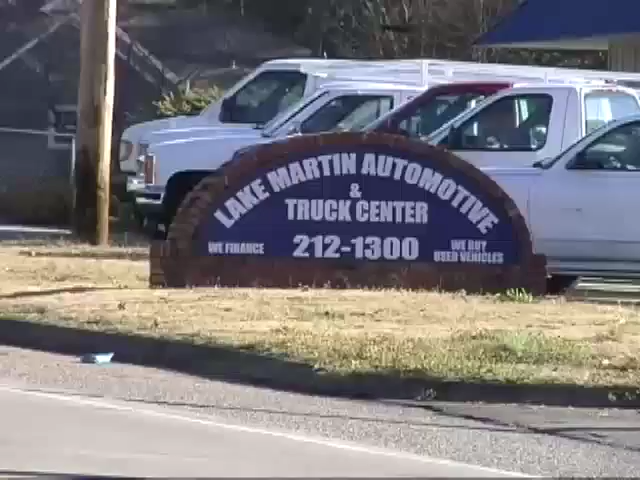 LAKE MARTIN AUTOMOTIVE
&
TRUCK CENTER
WE FINANCE
212-1300
WE BUY
USED VEHICLES